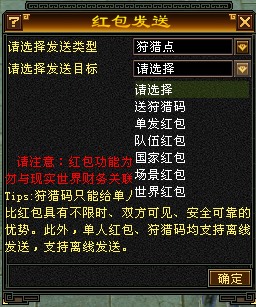 红包发送
请选择发送类型 狩猎点
请选择发送目标 请选择
请选择
送狩猎码
单发红包
队伍红包
国家红包
场景红包
世界红包
请注意：红包功能为
勿与现实世界财务关联
Tips:狩猎码只能给单人
比红包具有不限时、双方可见、安全可靠的
优势。此外，单人红包、狩猎码均支持离线
发送，支持离线发送。
确定